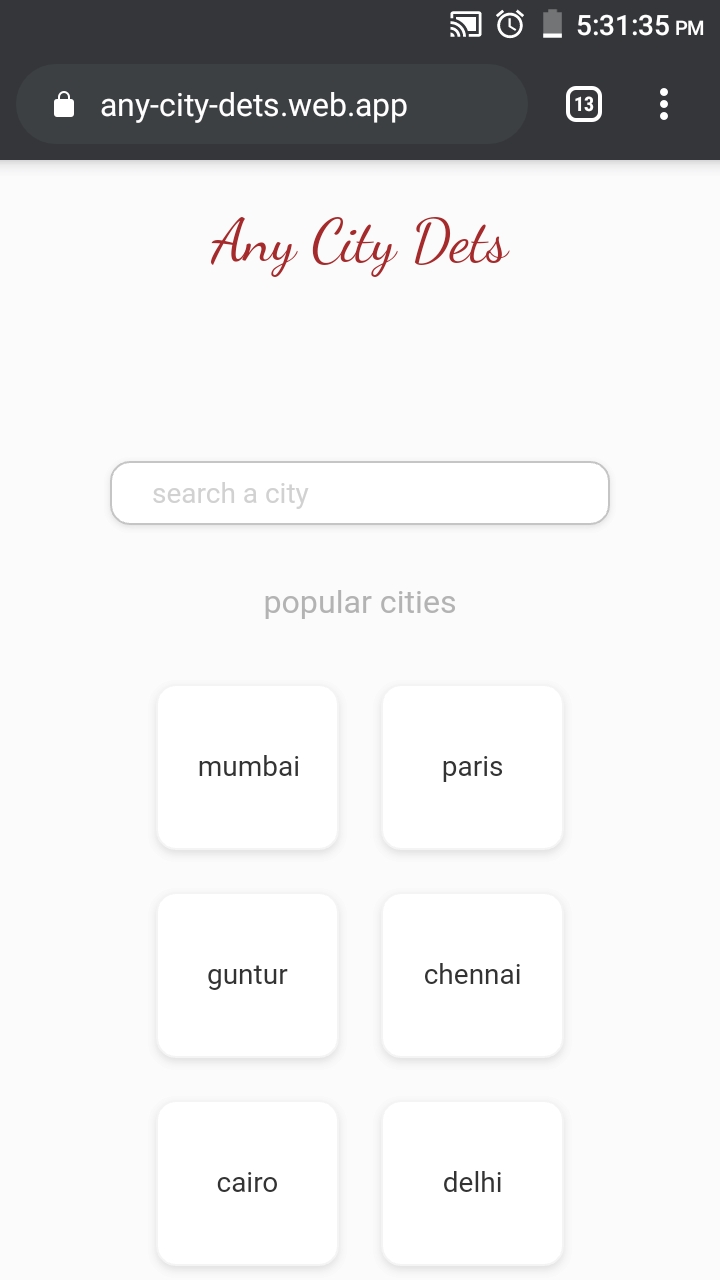 5:31:35 PM
any-city-dets.web.app
13
Any City Dets
search a city
popular cities
mumbai
paris
guntur
chennai
cairo
delhi